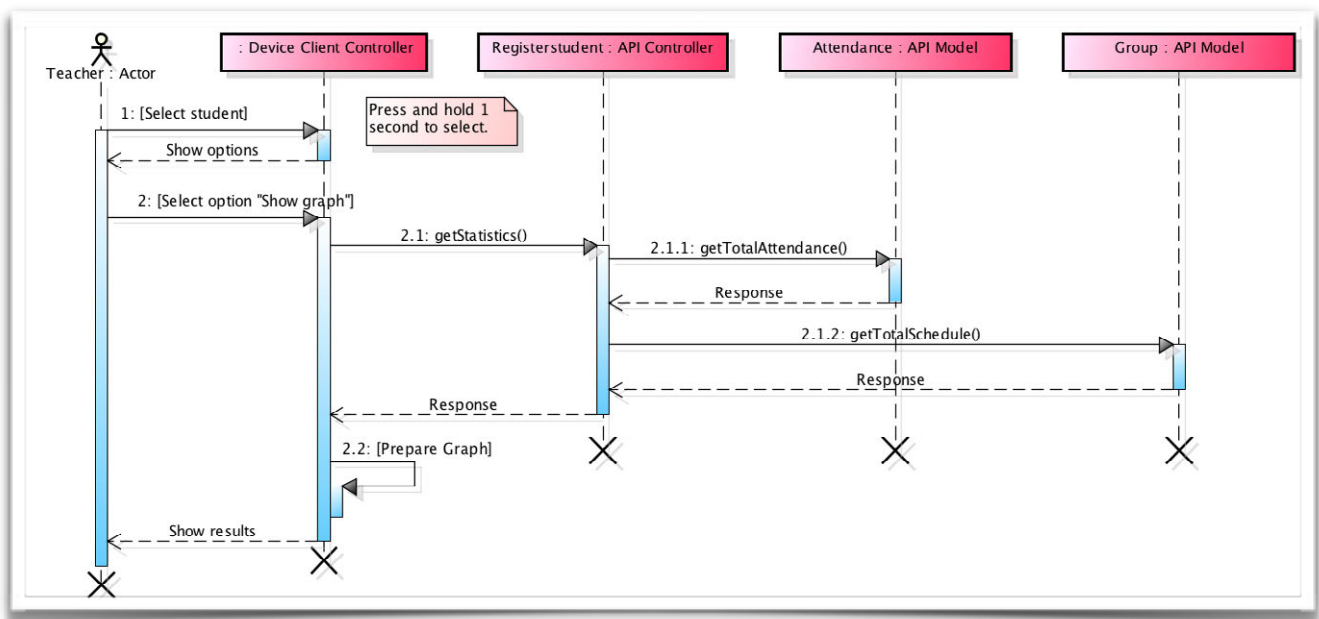 Teacher : Actor
: Device Client Controller
Registerstudent : API Controller
Attendance : API Model
Group : API Model
Press and hold 1
second to select.
1: [Select student]
Show options
2: [Select option "Show graph"]
2.1: getStatistics()
2.1.1: getTotalAttendance()
Response
2.1.2: getTotalSchedule()
Response
Response
2.2: [Prepare Graph]
Show results